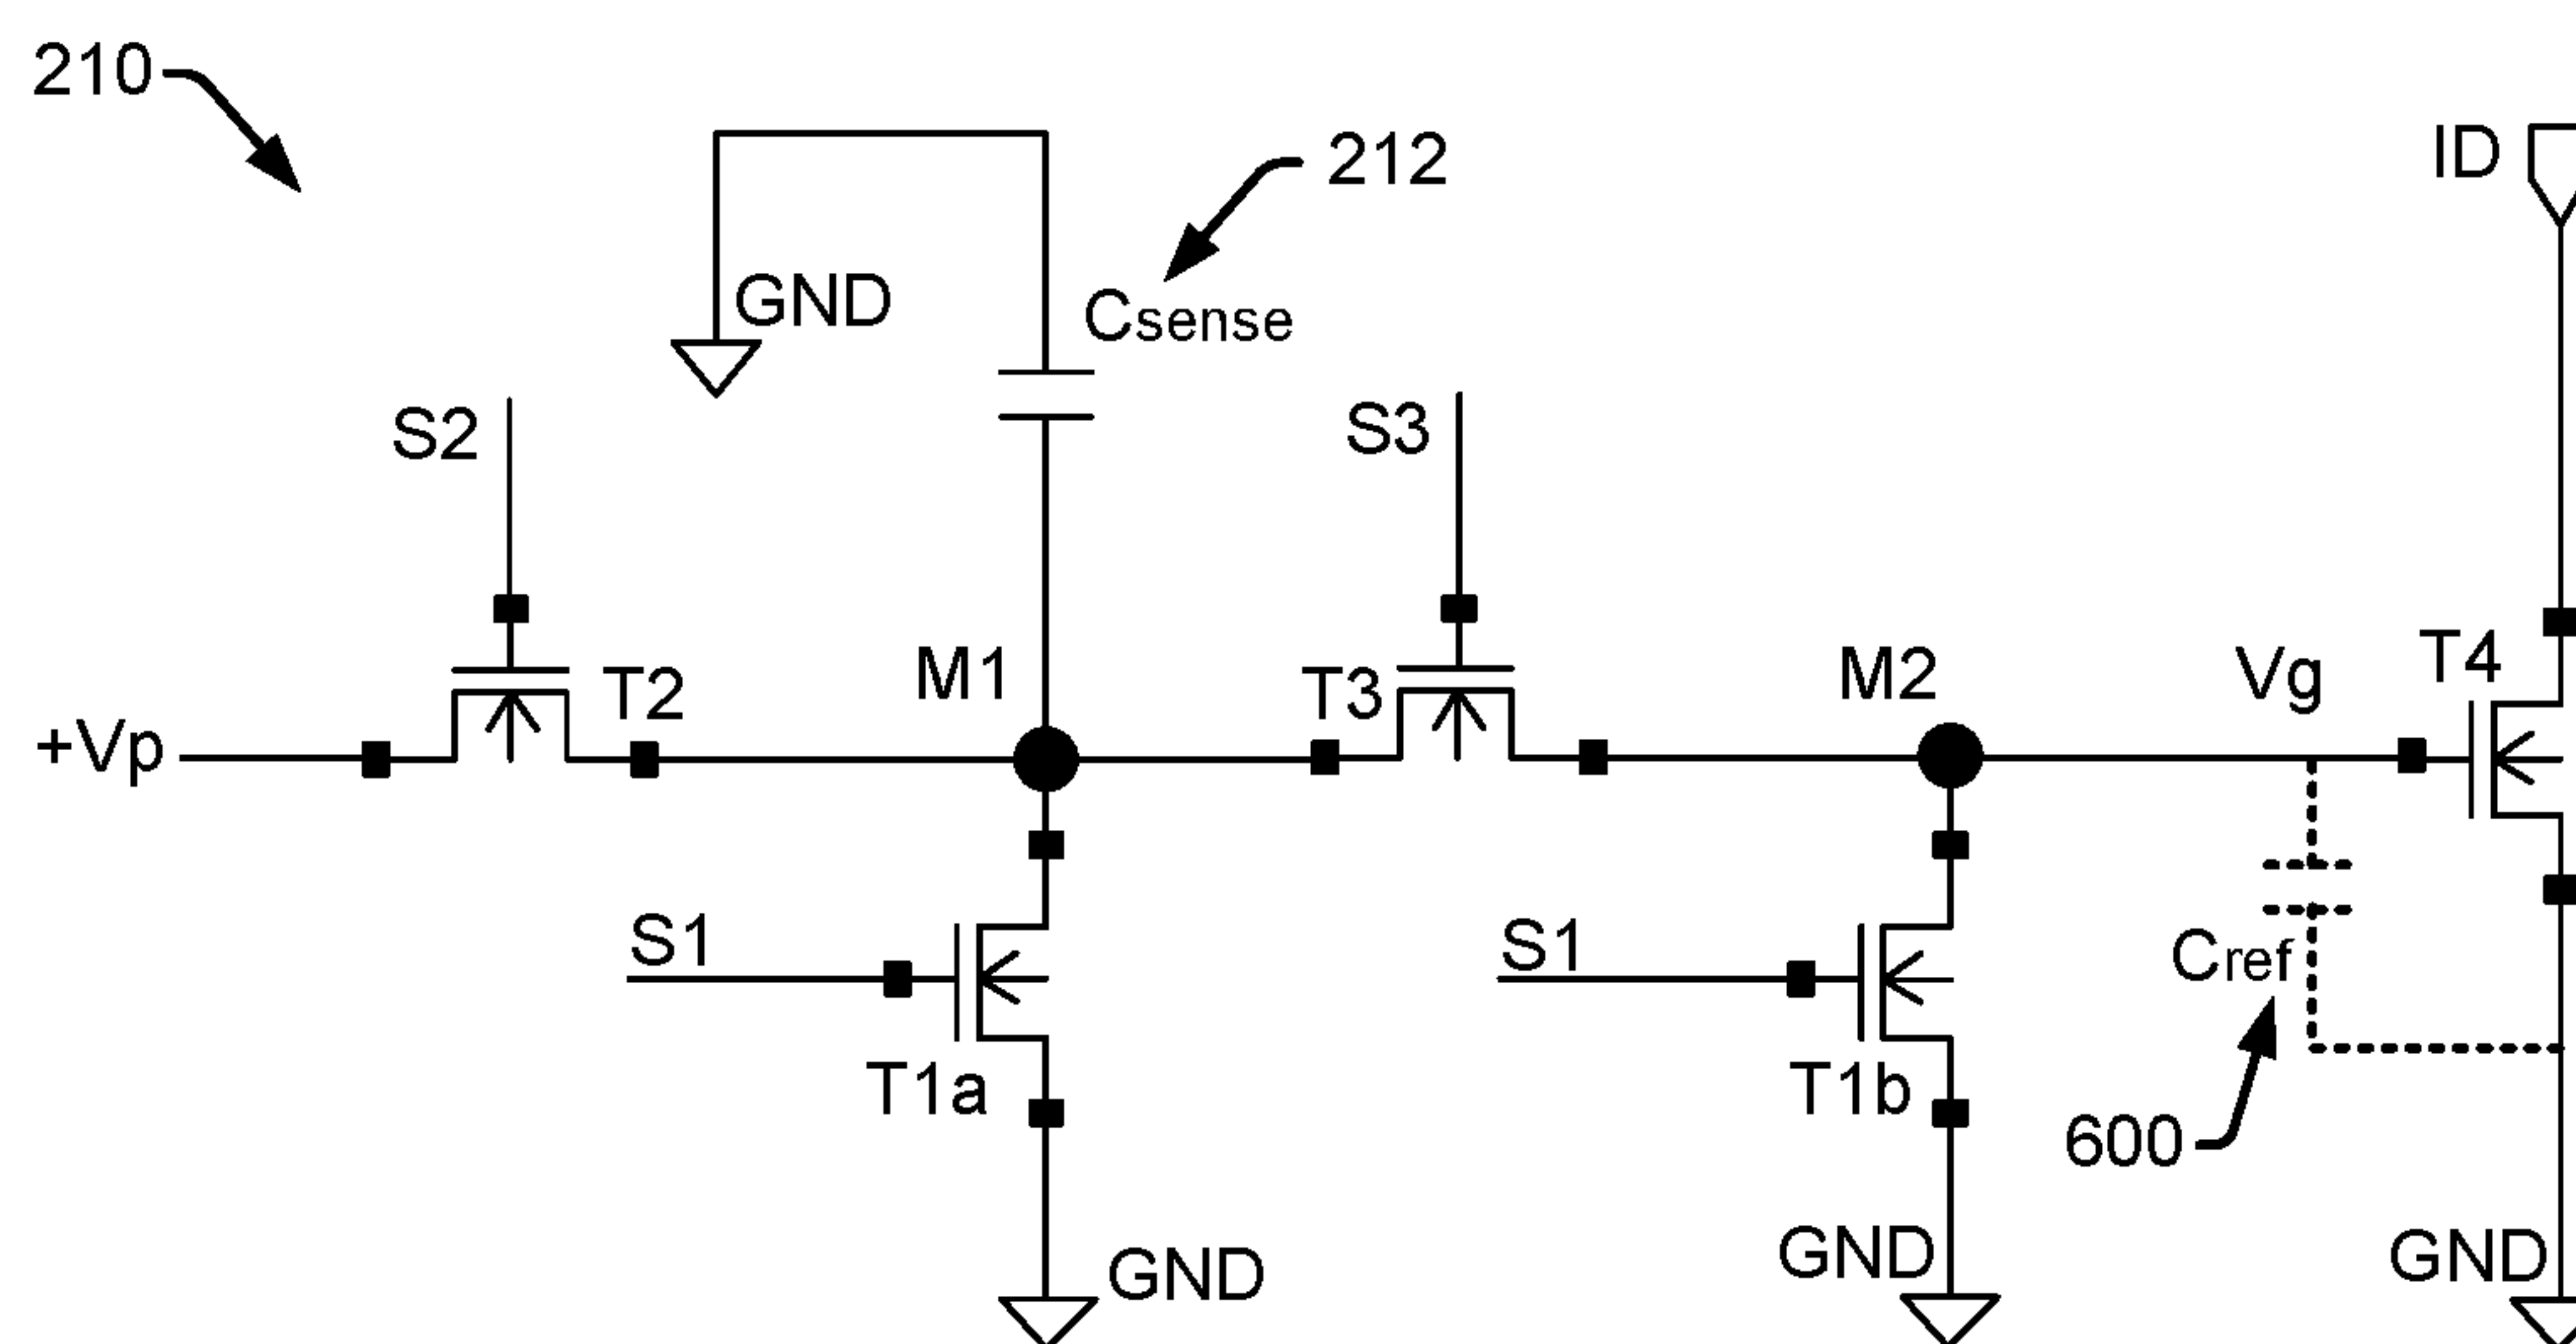 210
212
ID
GND
Csense
S2
S3
M1
M2
Vg
T4
T2
T3
+Vp
S1
S1
Cref
T1a
T1b
600
GND
GND
GND